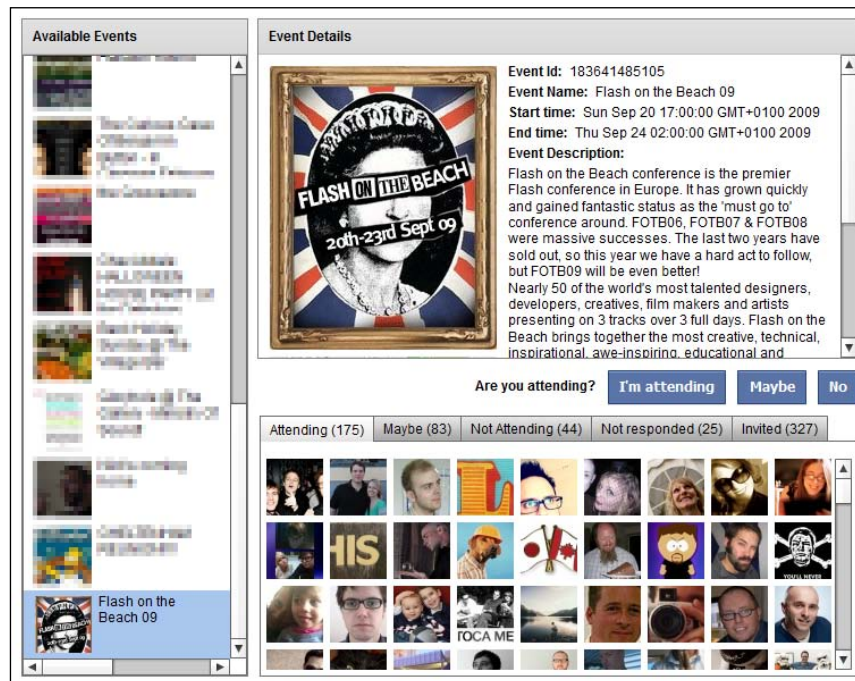 Available Events
Flash on the
Beach 09
Event Details
FLASH ON THE BEACH
20th-23rd Sept 09
Event Id: 183641485105
Event Name: Flash on the Beach 09
Start time: Sun Sep 20 17:00:00 GMT+0100 2009
End time: Thu Sep 24 02:00:00 GMT+0100 2009
Event Description:
Flash on the Beach conference is the premier
Flash conference in Europe. It has grown quickly
and gained fantastic status as the 'must go to'
conference around. FOTB06, FOTB07 & FOTB08
were massive successes. The last two years have
sold out, so this year we have a hard act to follow,
but FOTB09 will be even better!
Nearly 50 of the world's most talented designers,
developers, creatives, film makers and artists
presenting on 3 tracks over 3 full days. Flash on the
Beach brings together the most creative, technical,
inspirational, awe-inspiring, educational and
Are you attending? I'm attending Maybe No
Attending (175) Maybe (83) Not Attending (44) Not responded (25) Invited (327)
L
HIS
YOU'LL NEVER
TOCA ME